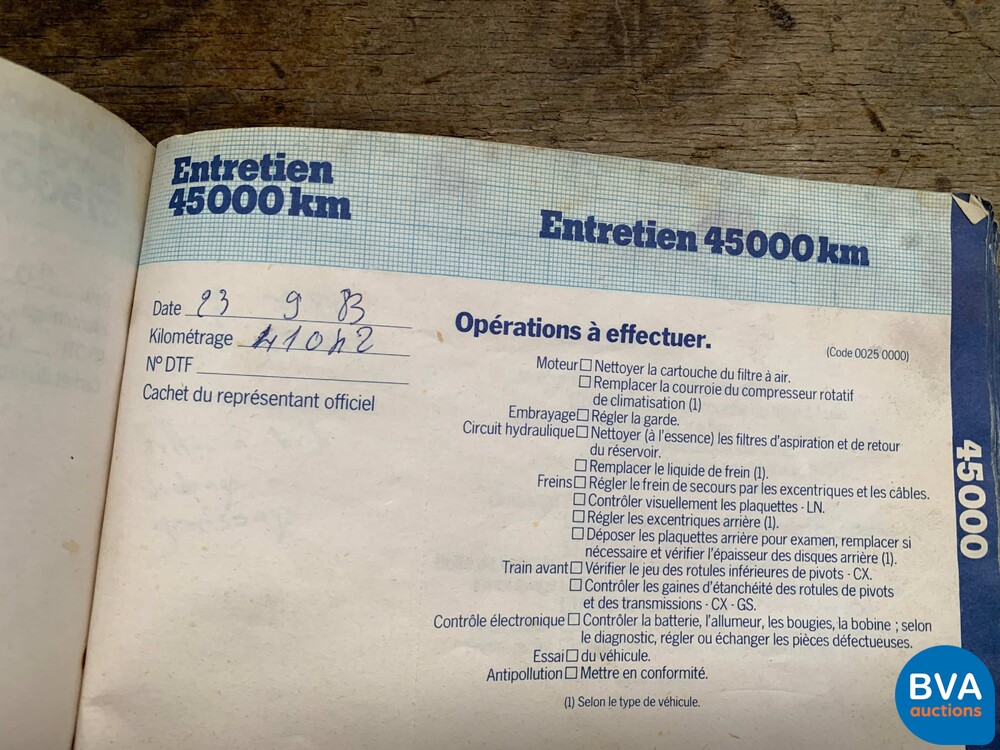 Entretien
45000 km
Entretien 45000 km
Date 23 9 83
Kilométrage 41042
N° DTF
Cachet du représentant officiel
Opérations à effectuer.
(Code 0025 0000)
Moteur Nettoyer la cartouche du filtre à air.
Remplacer la courroie du compresseur rotatif
de climatisation (1)
Embrayage Régler la garde.
Circuit hydraulique Nettoyer (à l'essence) les filtres d'aspiration et de retour
du réservoir.
Remplacer le liquide de frein (1).
Freins Régler le frein de secours par les excentriques et les câbles.
Contrôler visuellement les plaquettes - LN.
Régler les excentriques arrière (1).
Déposer les plaquettes arrière pour examen, remplacer si
nécessaire et vérifier l'épaisseur des disques arrière (1).
Train avant Vérifier le jeu des rotules inférieures de pivots - CX.
Contrôler les gaines d'étanchéité des rotules de pivots
et des transmissions - CX - GS.
Contrôle électronique Contrôler la batterie, l'allumeur, les bougies, la bobine ; selon
le diagnostic, régler ou échanger les pièces défectueuses.
Essai du véhicule.
Antipollution Mettre en conformité.
(1) Selon le type de véhicule.
45000
BVA
auctions